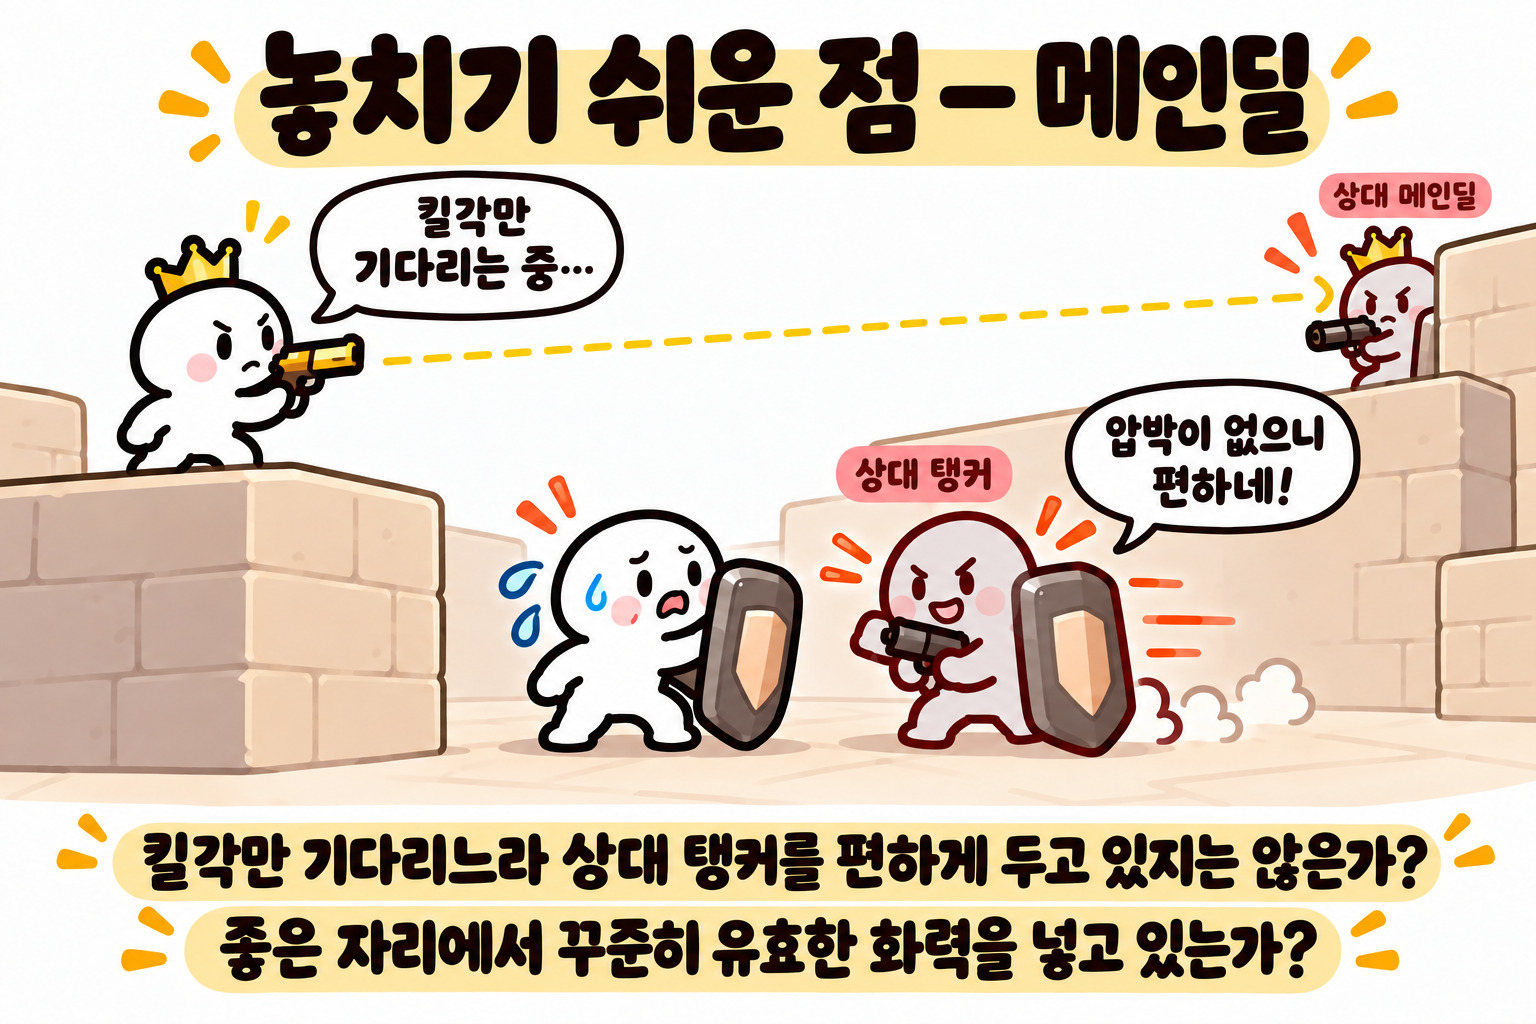 놓치기 쉬운 점 – 메인딜
킬각만
기다리는 중...
상대 메인딜
상대 탱커
압박이 없으니
편하네!
킬각만 기다리느라 상대 탱커를 편하게 두고 있지는 않은가?
좋은 자리에서 꾸준히 유효한 화력을 넣고 있는가?